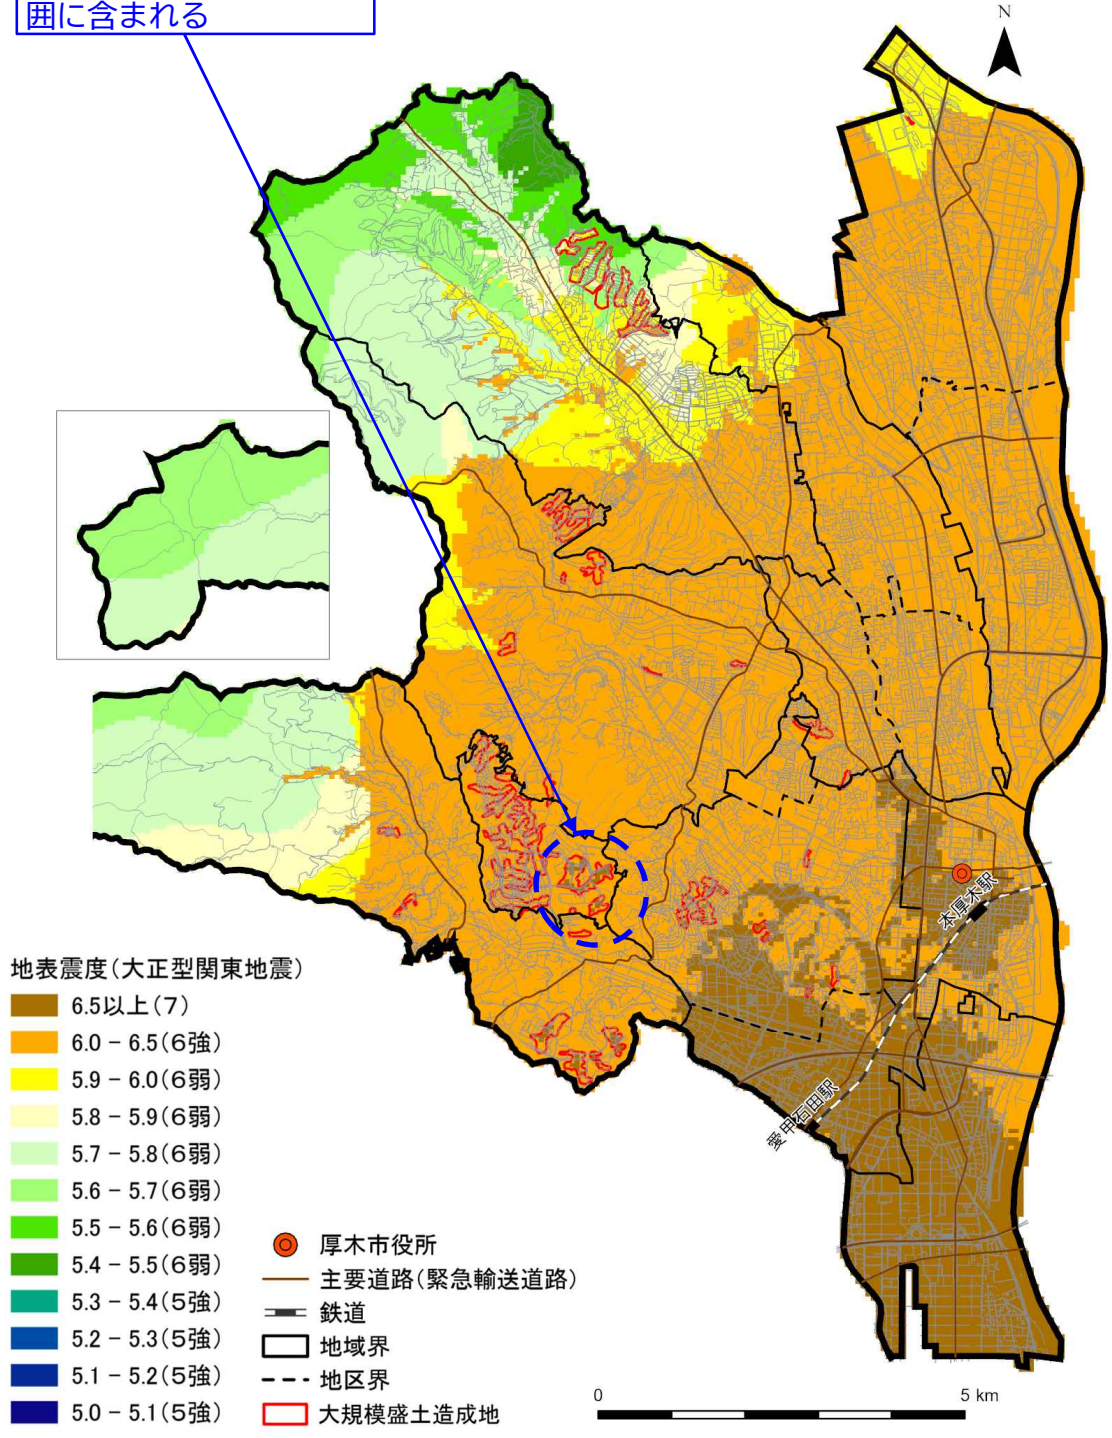 囲に含まれる
N
本厚木駅
愛甲石田駅
地表震度(大正型関東地震)
6.5以上(7)
6.0 – 6.5(6強)
5.9 – 6.0(6弱)
5.8 – 5.9(6弱)
5.7 – 5.8(6弱)
5.6 – 5.7(6弱)
5.5 – 5.6(6弱)
5.4 – 5.5(6弱)
5.3 – 5.4(5強)
5.2 – 5.3(5強)
5.1 – 5.2(5強)
5.0 – 5.1(5強)
厚木市役所
主要道路(緊急輸送道路)
鉄道
地域界
地区界
大規模盛土造成地
0 5 km